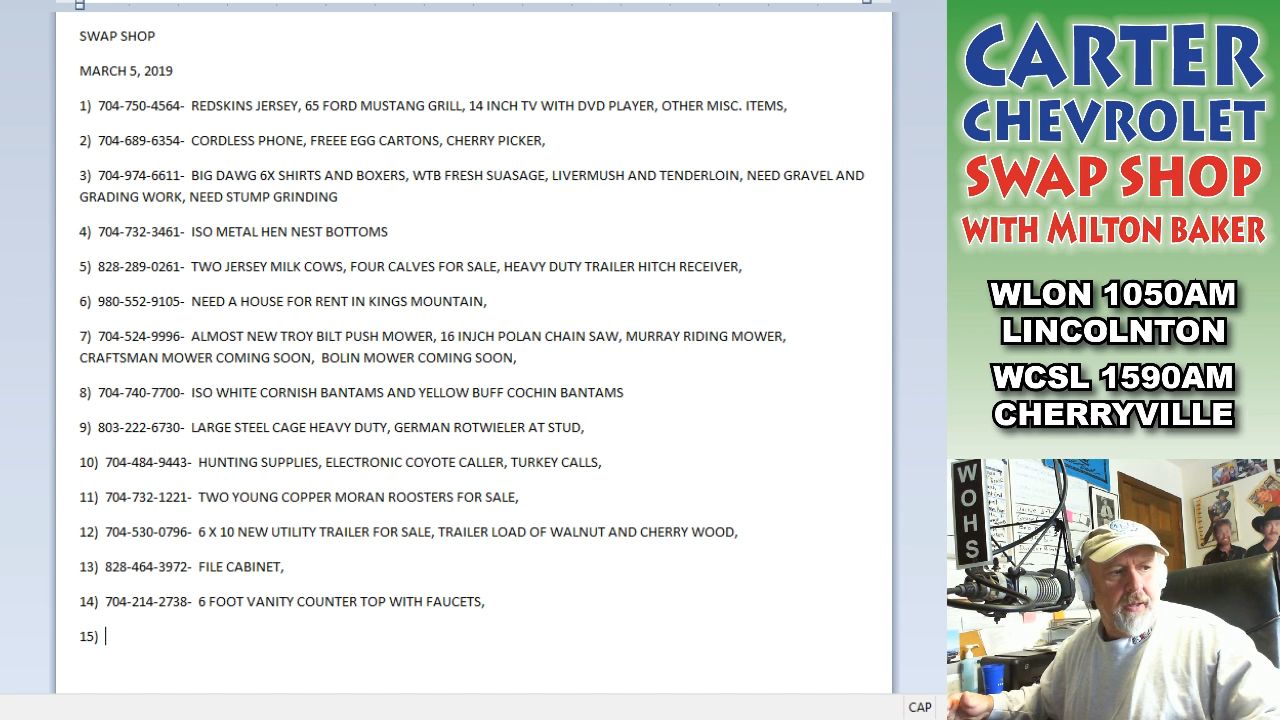 SWAP SHOP
MARCH 5, 2019
1) 704-750-4564- REDSKINS JERSEY, 65 FORD MUSTANG GRILL, 14 INCH TV WITH DVD PLAYER, OTHER MISC. ITEMS,
2) 704-689-6354- CORDLESS PHONE, FREEE EGG CARTONS, CHERRY PICKER,
3) 704-974-6611- BIG DAWG 6X SHIRTS AND BOXERS, WTB FRESH SUASAGE, LIVERMUSH AND TENDERLOIN, NEED GRAVEL AND
GRADING WORK, NEED STUMP GRINDING
4) 704-732-3461- ISO METAL HEN NEST BOTTOMS
5) 828-289-0261- TWO JERSEY MILK COWS, FOUR CALVES FOR SALE, HEAVY DUTY TRAILER HITCH RECEIVER,
6) 980-552-9105- NEED A HOUSE FOR RENT IN KINGS MOUNTAIN,
7) 704-524-9996- ALMOST NEW TROY BILT PUSH MOWER, 16 INJCH POLAN CHAIN SAW, MURRAY RIDING MOWER,
CRAFTSMAN MOWER COMING SOON, BOLIN MOWER COMING SOON,
8) 704-740-7700- ISO WHITE CORNISH BANTAMS AND YELLOW BUFF COCHIN BANTAMS
9) 803-222-6730- LARGE STEEL CAGE HEAVY DUTY, GERMAN ROTWIELER AT STUD,
10) 704-484-9443- HUNTING SUPPLIES, ELECTRONIC COYOTE CALLER, TURKEY CALLS,
11) 704-732-1221- TWO YOUNG COPPER MORAN ROOSTERS FOR SALE,
12) 704-530-0796- 6 X 10 NEW UTILITY TRAILER FOR SALE, TRAILER LOAD OF WALNUT AND CHERRY WOOD,
13) 828-464-3972- FILE CABINET,
14) 704-214-2738- 6 FOOT VANITY COUNTER TOP WITH FAUCETS,
15)
CAP
CARTER
CHEVROLET
SWAP SHOP
WITH MILTON BAKER
WLON 1050AM
LINCOLNTON
WCSL 1590AM
CHERRYVILLE
WOHS